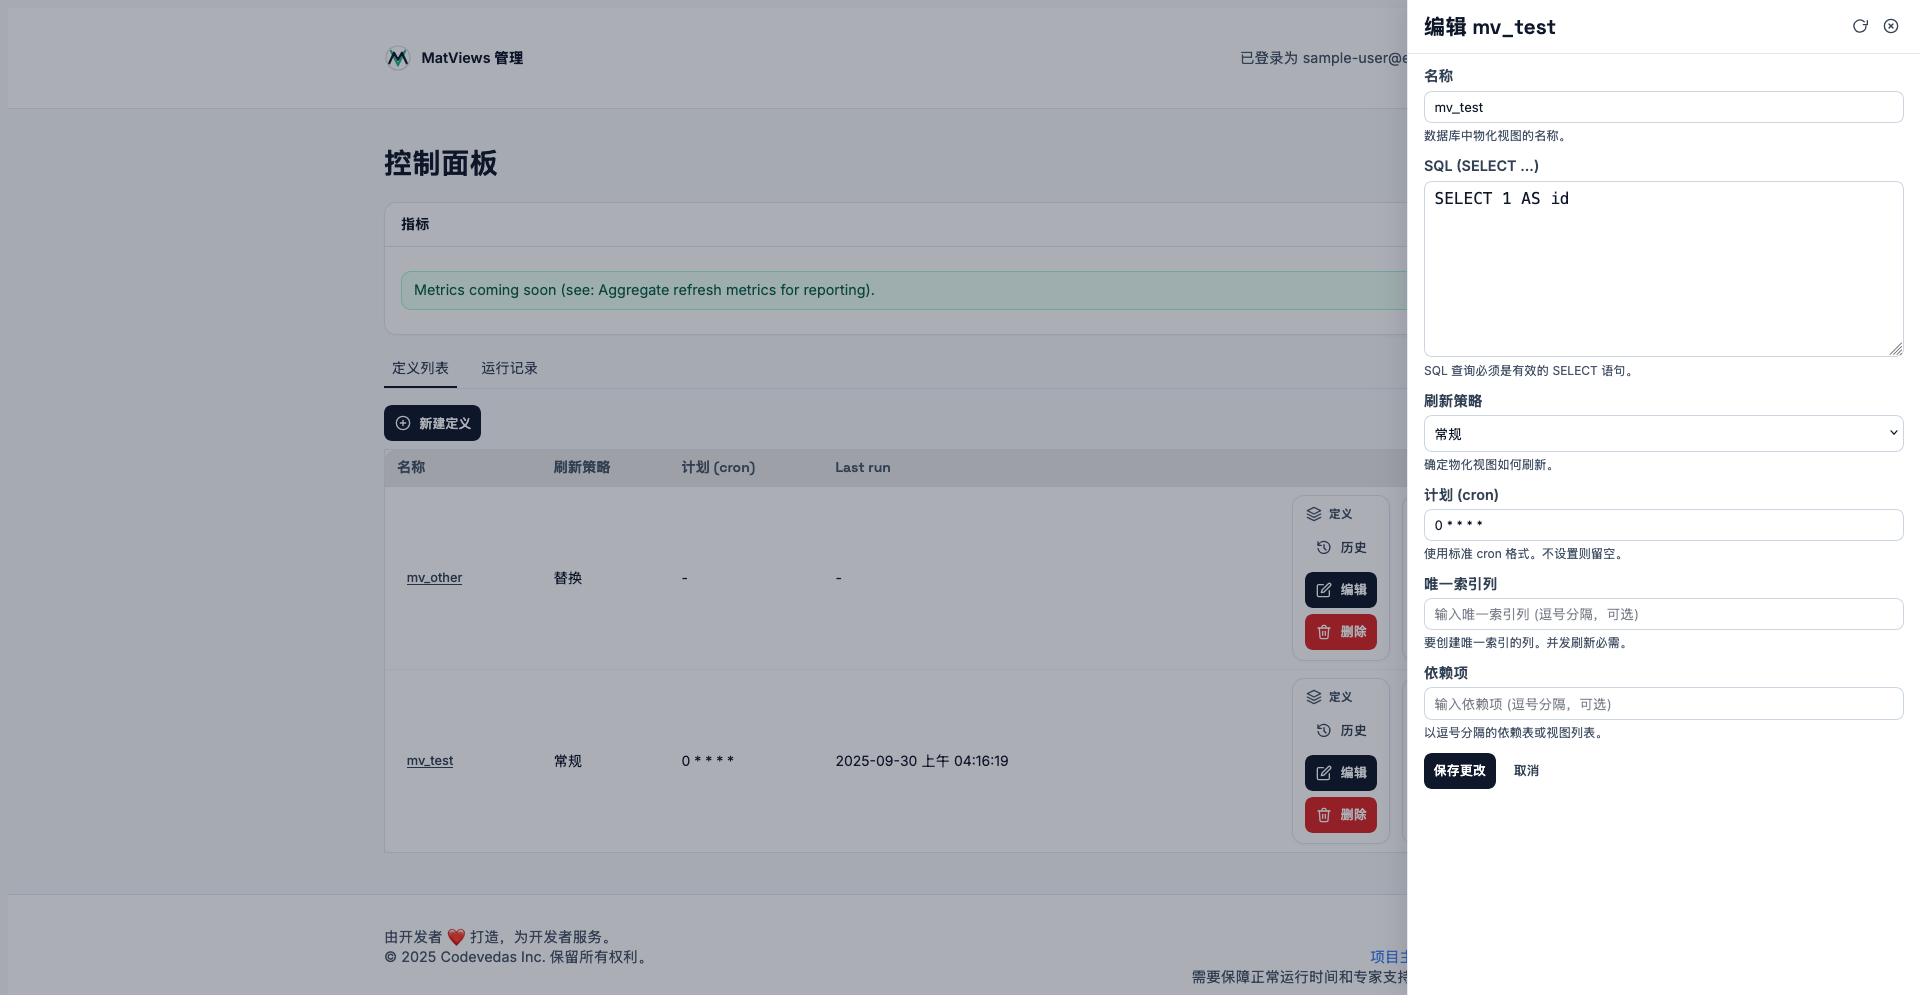 MatViews 管理
已登录为 sample-user@e
控制面板
指标
Metrics coming soon (see: Aggregate refresh metrics for reporting).
定义列表 运行记录
新建定义
名称 刷新策略 计划 (cron) Last run
定义
历史
mv_other 替换 - -
编辑
删除
定义
历史
mv_test 常规 0 * * * * 2025-09-30 上午 04:16:19
编辑
删除
由开发者 ❤️ 打造，为开发者服务。
© 2025 Codevedas Inc. 保留所有权利。
项目主
需要保障正常运行时间和专家支持
编辑 mv_test
名称
mv_test
数据库中物化视图的名称。
SQL (SELECT …)
SELECT 1 AS id
SQL 查询必须是有效的 SELECT 语句。
刷新策略
常规
确定物化视图如何刷新。
计划 (cron)
0 * * * *
使用标准 cron 格式。不设置则留空。
唯一索引列
输入唯一索引列 (逗号分隔，可选)
要创建唯一索引的列。并发刷新必需。
依赖项
输入依赖项 (逗号分隔，可选)
以逗号分隔的依赖表或视图列表。
保存更改 取消